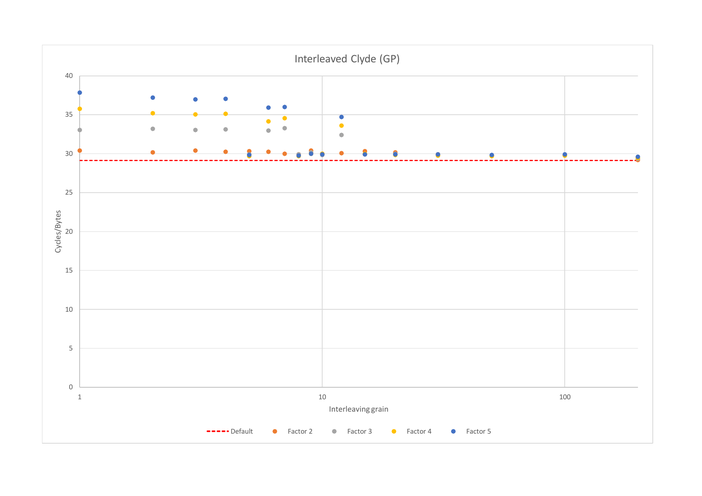 Interleaved Clyde (GP)
40
35
30
25
20
15
10
5
0
Cycles/Bytes
1 10 100
Interleaving grain
Default Factor 2 Factor 3 Factor 4 Factor 5